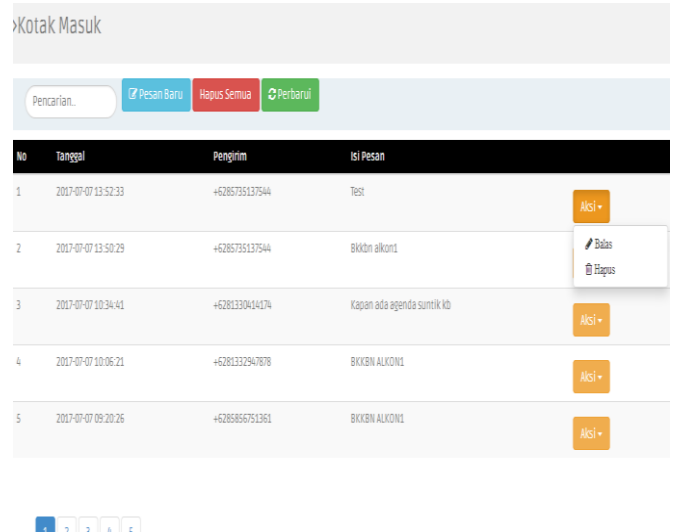 >Kotak Masuk
Pencarian.. Pesan Baru Hapus Semua Perbarui
No Tanggal Pengirim Isi Pesan
1 2017-07-07 13:52:33 +6285735137544 Test Aksi
Balas
Hapus
2 2017-07-07 13:50:29 +6285735137544 Bkkbn alkon1
3 2017-07-07 10:34:41 +6281330414174 Kapan ada agenda suntik kb Aksi
4 2017-07-07 10:06:21 +6281332947878 BKKBN ALKON1 Aksi
5 2017-07-07 09:20:26 +6285856751361 BKKBN ALKON1 Aksi
1 2 3 4 5